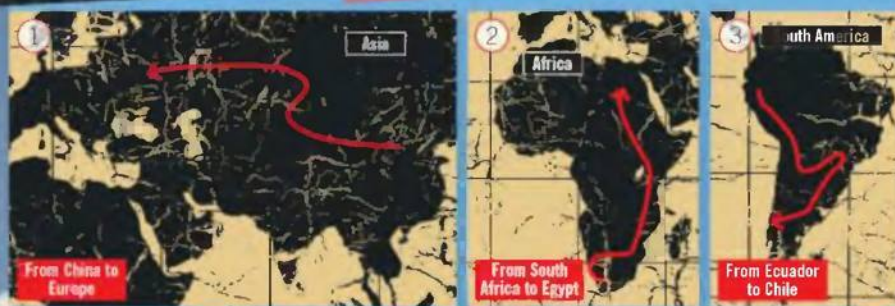 1
Asia
From China to
Europe
2
Africa
From South
Africa to Egypt
3
uth America
From Ecuador
to Chile